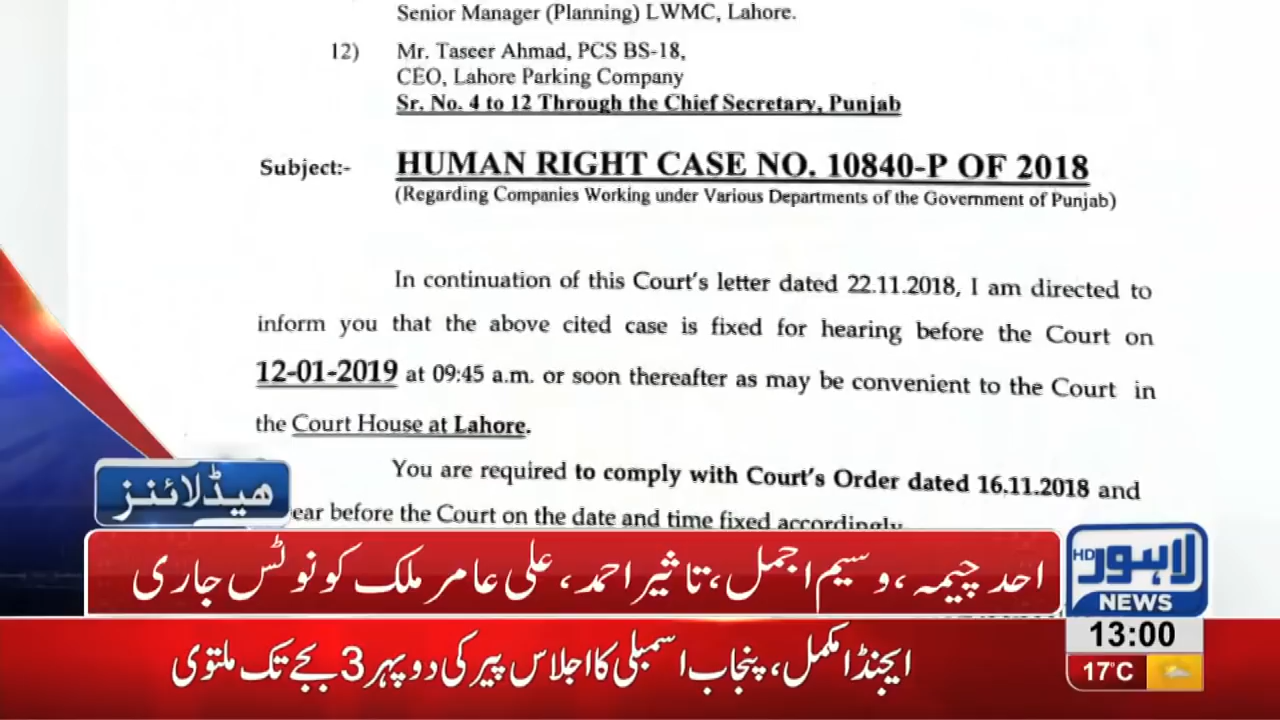 Senior Manager (Planning) LWMC, Lahore.
12) Mr. Taseer Ahmad, PCS BS-18,
CEO, Lahore Parking Company
Sr. No. 4 to 12 Through the Chief Secretary, Punjab
Subject:- HUMAN RIGHT CASE NO. 10840-P OF 2018
(Regarding Companies Working under Various Departments of the Government of Punjab)
In continuation of this Court's letter dated 22.11.2018, I am directed to
inform you that the above cited case is fixed for hearing before the Court on
12-01-2019 at 09:45 a.m. or soon thereafter as may be convenient to the Court in
the Court House at Lahore.
You are required to comply with Court's Order dated 16.11.2018 and
ear before the Court on the date and time fixed accordingly.
ھیڈلائنز
احد چیمہ، وسیم اجمل، تاثیر احمد، علی عامر ملک کو نوٹس جاری
HD لاہور
NEWS
13:00
17°C
ایجنڈا مکمل، پنجاب اسمبلی کا اجلاس پیر کی دوپہر 3 بجے تک ملتوی